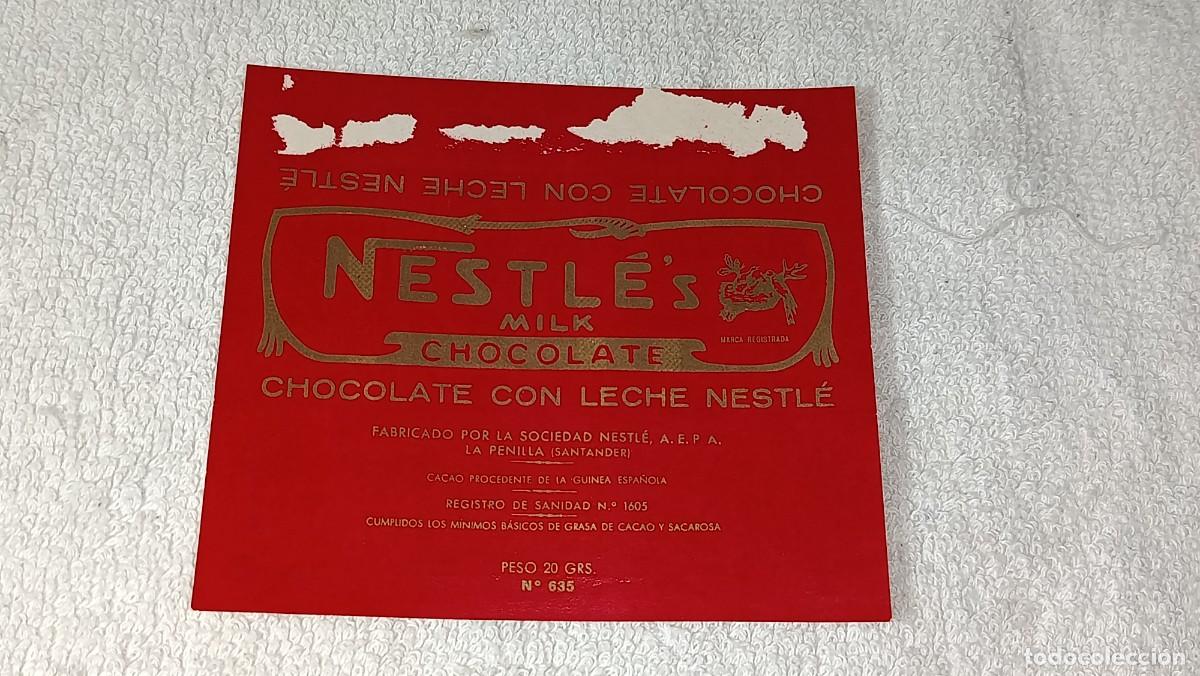 CHOCOLATE CON LECHE NESTLÉ
NESTLÉ's
MILK
CHOCOLATE
MARCA REGISTRADA
CHOCOLATE CON LECHE NESTLÉ
FABRICADO POR LA SOCIEDAD NESTLÉ, A. E. P A.
LA PENILLA (SANTANDER)
CACAO PROCEDENTE DE LA GUINEA ESPAÑOLA
REGISTRO DE SANIDAD N.º 1605
CUMPLIDOS LOS MINIMOS BÁSICOS DE GRASA DE CACAO Y SACAROSA
PESO 20 GRS.
Nº 635
todocolección